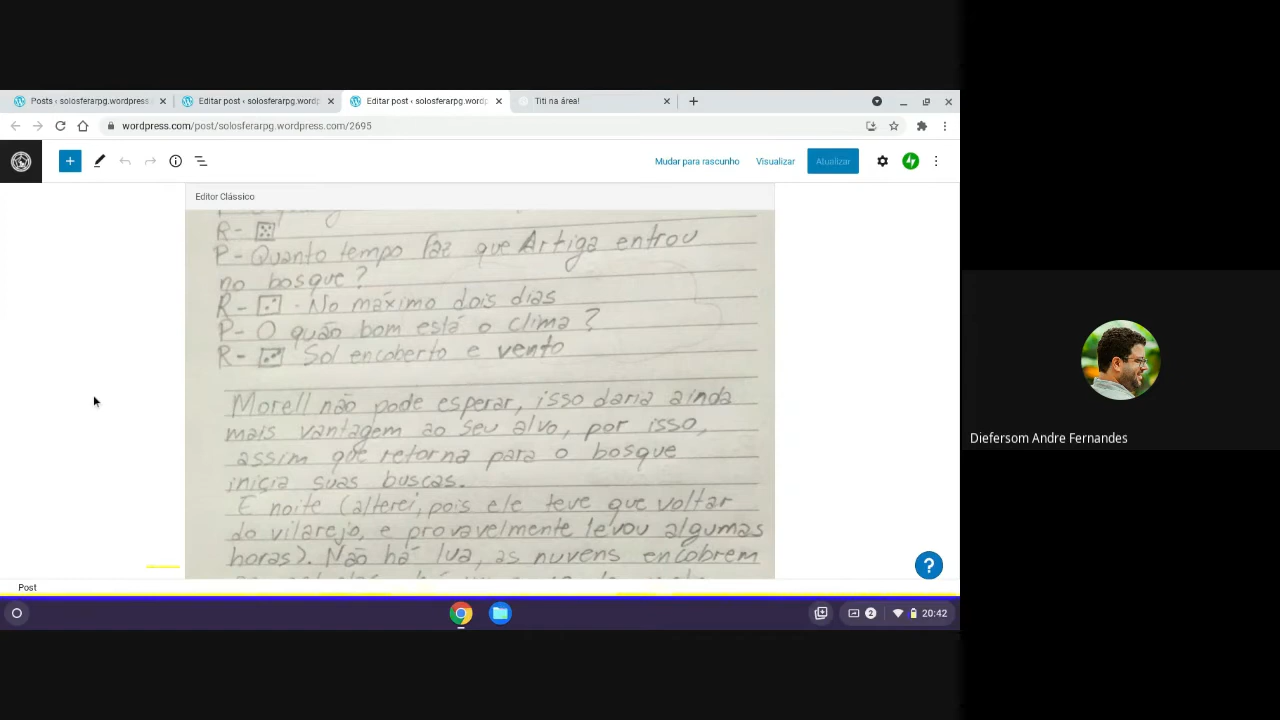 Posts ‹ solosferarpg.wordpress
Editar post ‹ solosferarpg.wordp
Editar post ‹ solosferarpg.wordp
Titi na área!
wordpress.com/post/solosferarpg.wordpress.com/2695
Mudar para rascunho
Visualizar
Atualizar
Editor Clássico
R-
P- Quanto tempo faz que Artiga entrou
no bosque?
R- - No máximo dois dias
P- O quão bom está o clima?
R- Sol encoberto e vento
Morell não pode esperar, isso daria ainda
mais vantagem ao seu alvo, por isso,
assim que retorna para o bosque
inicia suas buscas.
E noite (alterei, pois ele teve que voltar
do vilarejo, e provavelmente levou algumas
horas). Não há lua, as nuvens encobrem
Post
2
20:42
Diefersom Andre Fernandes